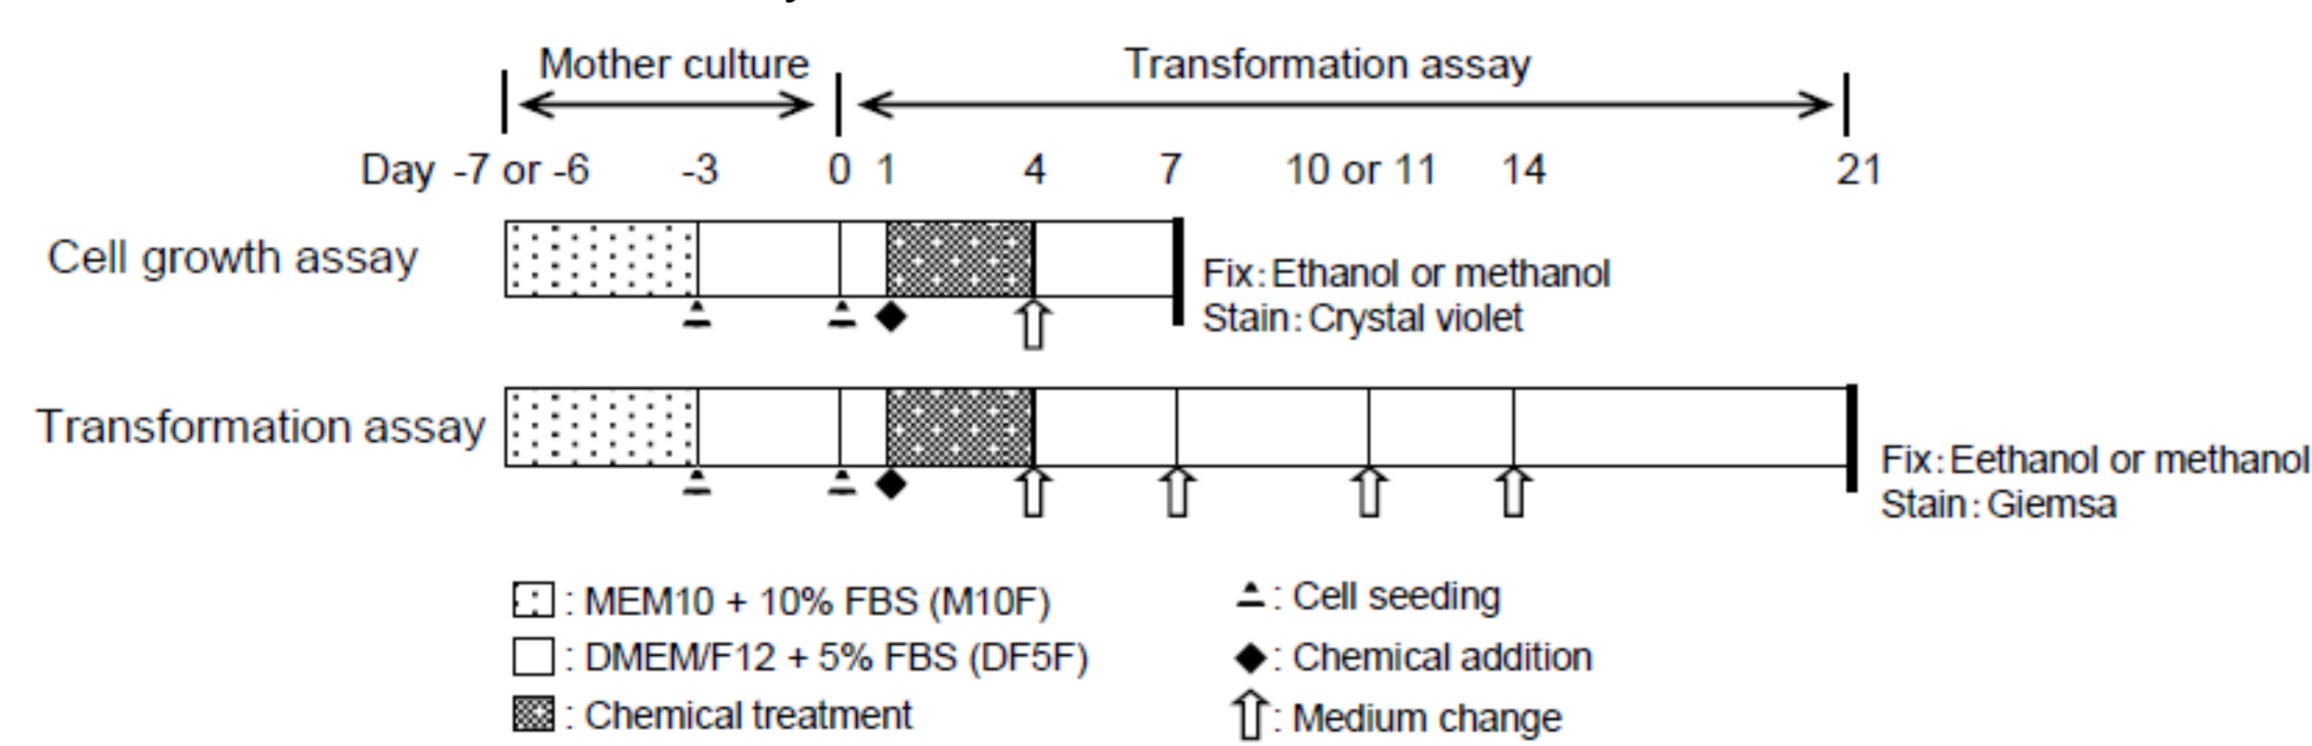 Mother culture Transformation assay
Day -7 or -6 -3 0 1 4 7 10 or 11 14 21
Cell growth assay
Fix: Ethanol or methanol
Stain: Crystal violet
Transformation assay
Fix: Eethanol or methanol
Stain: Giemsa
: MEM10 + 10% FBS (M10F)
: DMEM/F12 + 5% FBS (DF5F)
: Chemical treatment
: Cell seeding
: Chemical addition
: Medium change